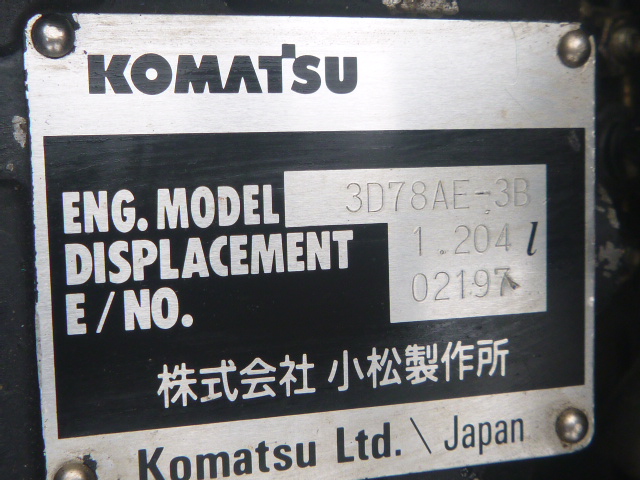 KOMATSU
ENG. MODEL 3D78AE-3B
DISPLACEMENT 1.204 l
E/NO. 02197
株式会社 小松製作所
Komatsu Ltd. \ Japan